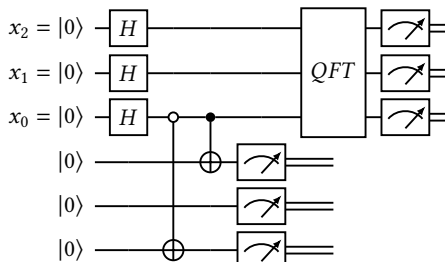 x₂ = |0⟩ H QFT
x₁ = |0⟩ H
x₀ = |0⟩ H
|0⟩
|0⟩
|0⟩